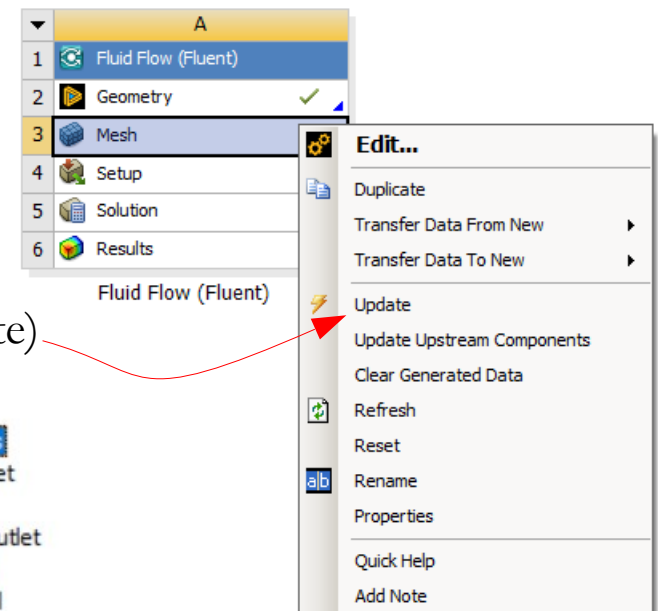 A
1 Fluid Flow (Fluent)
2 Geometry
3 Mesh
4 Setup
5 Solution
6 Results
Fluid Flow (Fluent)
Edit...
Duplicate
Transfer Data From New
Transfer Data To New
Update
Update Upstream Components
Clear Generated Data
Refresh
Reset
a|b Rename
Properties
Quick Help
Add Note
te)
et
utlet